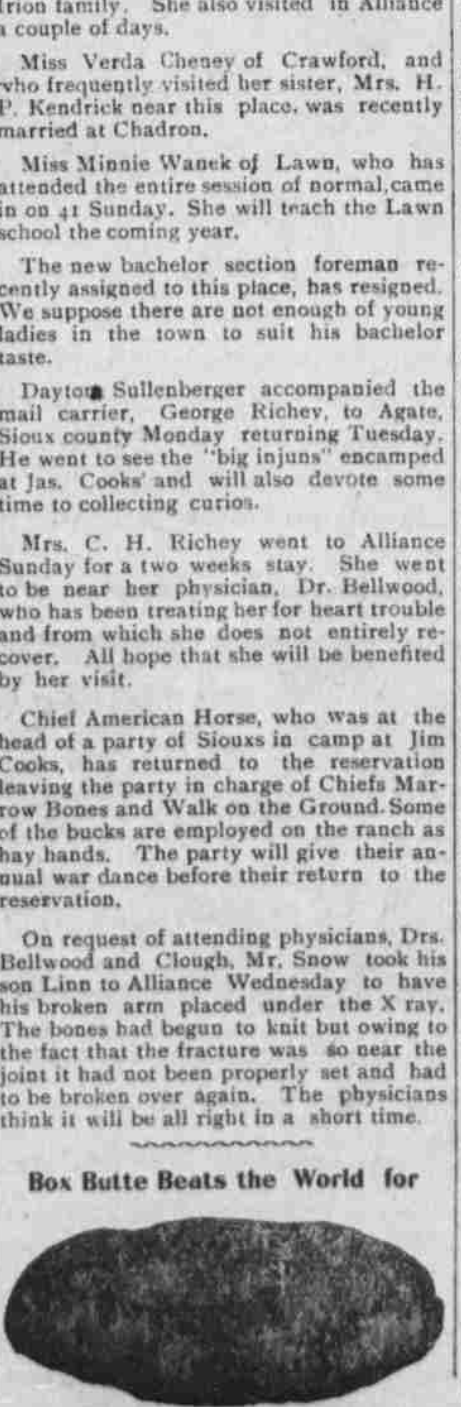 Irion family. She also visited in Alliance
a couple of days.
Miss Verda Cheney of Crawford, and
who frequently visited her sister, Mrs. H.
P. Kendrick near this place, was recently
married at Chadron.
Miss Minnie Wanek of Lawn, who has
attended the entire session of normal, came
in on 41 Sunday. She will teach the Lawn
school the coming year.
The new bachelor section foreman re-
cently assigned to this place, has resigned.
We suppose there are not enough of young
ladies in the town to suit his bachelor
taste.
Dayton Sullenberger accompanied the
mail carrier, George Richey, to Agate,
Sioux county Monday returning Tuesday.
He went to see the "big injuns" encamped
at Jas. Cooks' and will also devote some
time to collecting curios.
Mrs. C. H. Richey went to Alliance
Sunday for a two weeks stay. She went
to be near her physician, Dr. Bellwood,
who has been treating her for heart trouble
and from which she does not entirely re-
cover. All hope that she will be benefited
by her visit.
Chief American Horse, who was at the
head of a party of Siouxs in camp at Jim
Cooks, has returned to the reservation
leaving the party in charge of Chiefs Mar-
row Bones and Walk on the Ground. Some
of the bucks are employed on the ranch as
hay hands. The party will give their an-
nual war dance before their return to the
reservation.
On request of attending physicians, Drs.
Bellwood and Clough, Mr. Snow took his
son Linn to Alliance Wednesday to have
his broken arm placed under the X ray.
The bones had begun to knit but owing to
the fact that the fracture was so near the
joint it had not been properly set and had
to be broken over again. The physicians
think it will be all right in a short time.
Box Butte Beats the World for